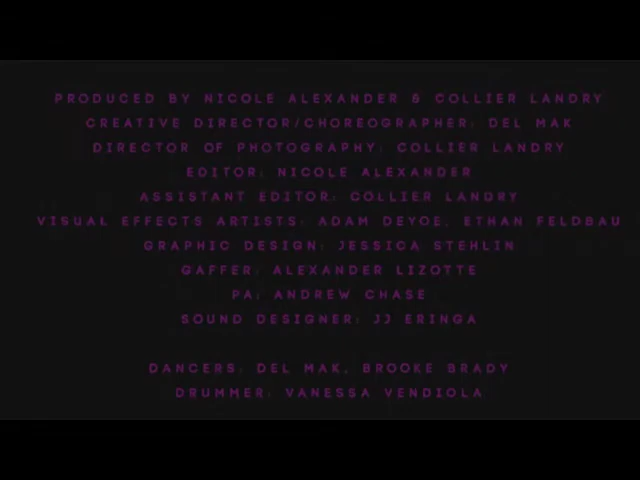 PRODUCED BY NICOLE ALEXANDER & COLLIER LANDRY
CREATIVE DIRECTOR/CHOREOGRAPHER: DEL MAK
DIRECTOR OF PHOTOGRAPHY: COLLIER LANDRY
EDITOR: NICOLE ALEXANDER
ASSISTANT EDITOR: COLLIER LANDRY
VISUAL EFFECTS ARTISTS: ADAM DEYOE, ETHAN FELDBAU
GRAPHIC DESIGN: JESSICA STEHLIN
GAFFER: ALEXANDER LIZOTTE
PA: ANDREW CHASE
SOUND DESIGNER: JJ ERINGA
DANCERS: DEL MAK, BROOKE BRADY
DRUMMER: VANESSA VENDIOLA